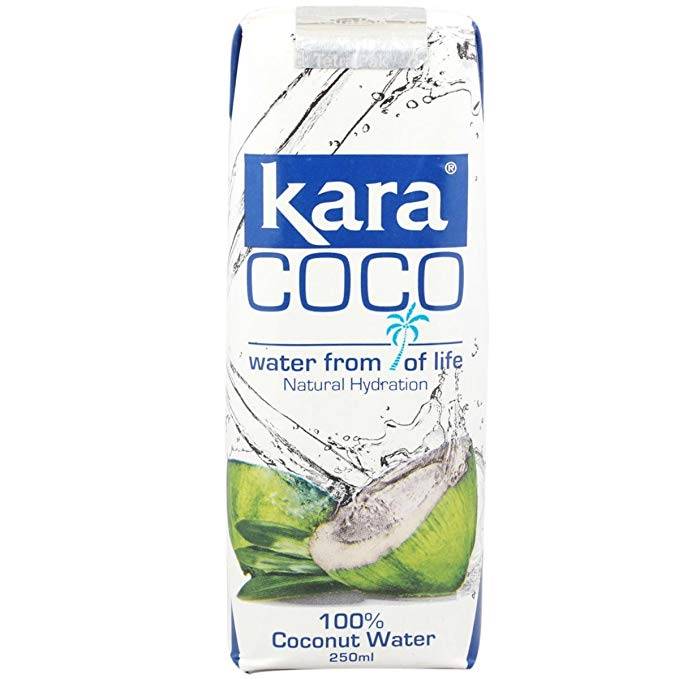 kara®
COCO
water from of life
Natural Hydration
100%
Coconut Water
250ml